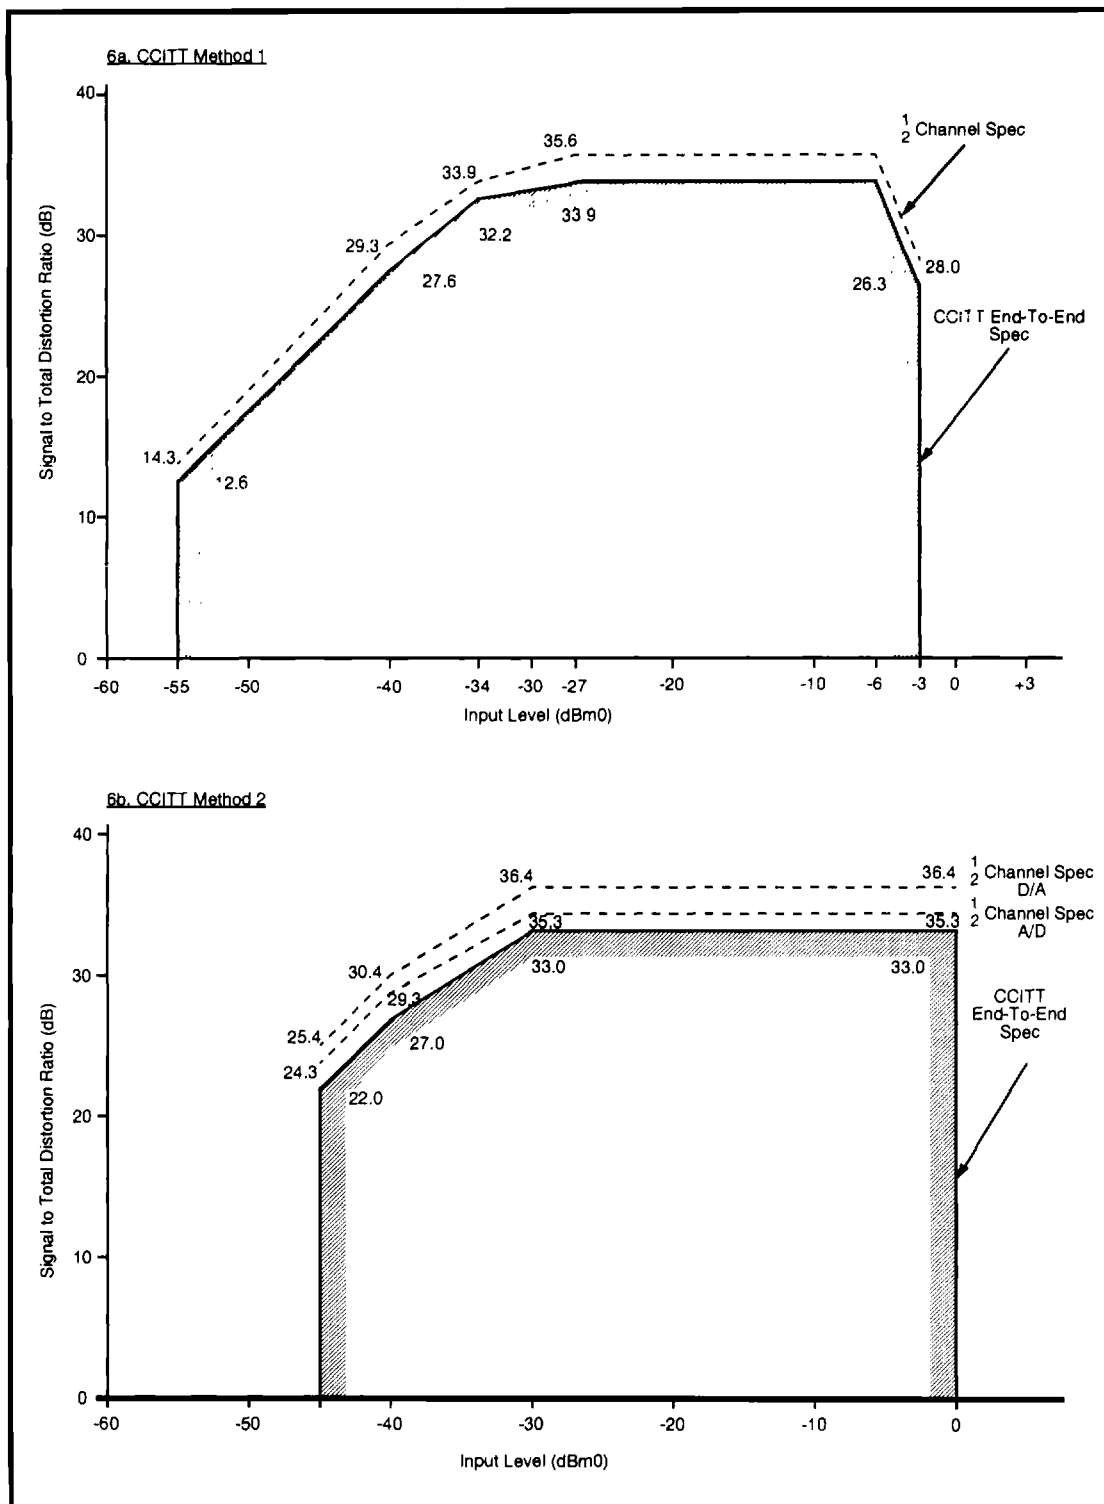 6a. CCITT Method 1
40
30
20
10
0
Signal to Total Distortion Ratio (dB)
14.3
12.6
29.3
27.6
33.9
32.2
35.6
33.9
26.3
28.0
1
2 Channel Spec
CCITT End-To-End
Spec
-60 -55 -50 -40 -34 -30 -27 -20 -10 -6 -3 0 +3
Input Level (dBm0)
6b. CCITT Method 2
40
30
20
10
0
Signal to Total Distortion Ratio (dB)
25.4
24.3
22.0
30.4
29.3
27.0
36.4
35.3
33.0
36.4
35.3
33.0
1
2 Channel Spec
D/A
1
2 Channel Spec
A/D
CCITT
End-To-End
Spec
-60 -50 -40 -30 -20 -10 0
Input Level (dBm0)